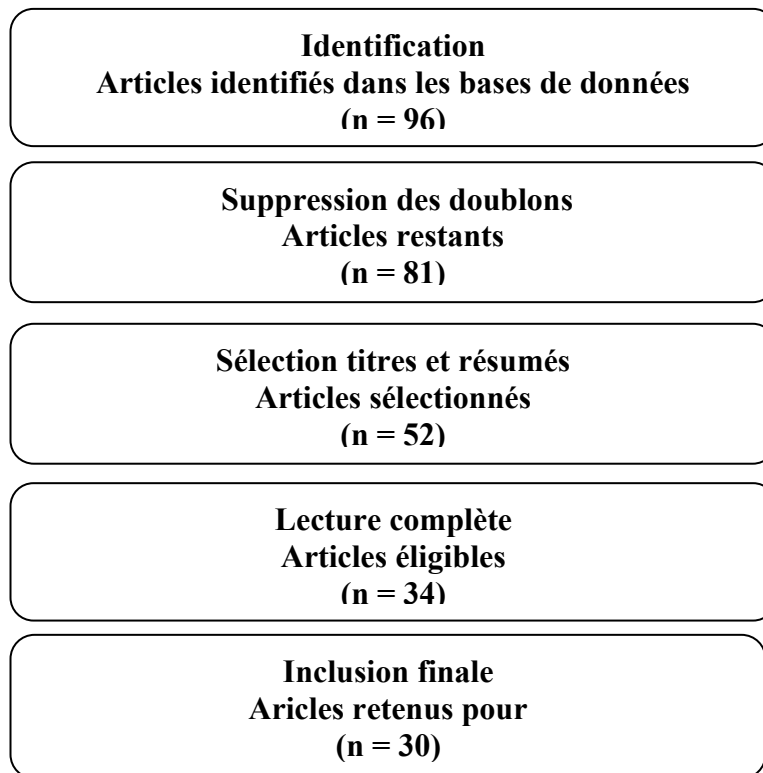 Identification
Articles identifiés dans les bases de données
(n = 96)
Suppression des doublons
Articles restants
(n = 81)
Sélection titres et résumés
Articles sélectionnés
(n = 52)
Lecture complète
Articles éligibles
(n = 34)
Inclusion finale
Aricles retenus pour
(n = 30)